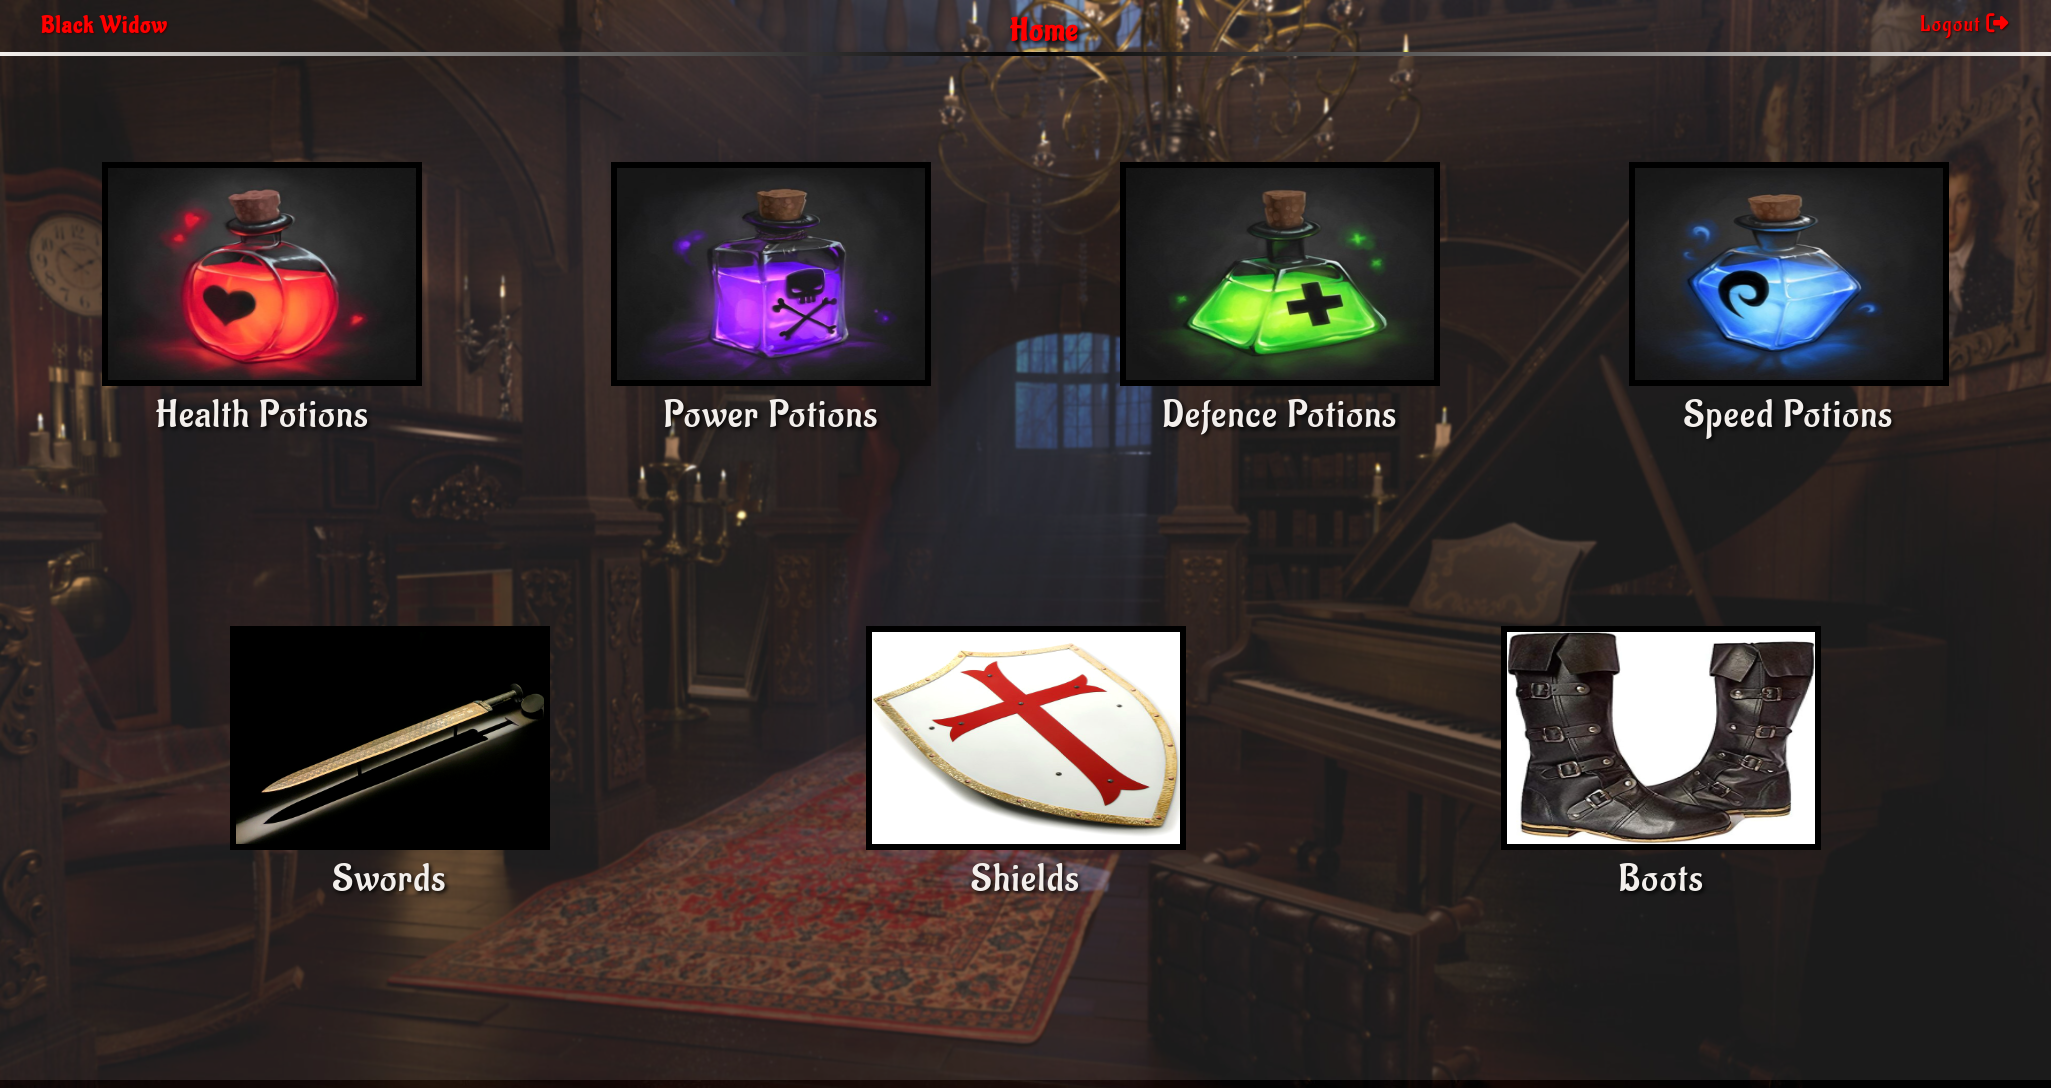 Black Widow
Home
Logout
Health Potions
Power Potions
Defence Potions
Speed Potions
Swords
Shields
Boots